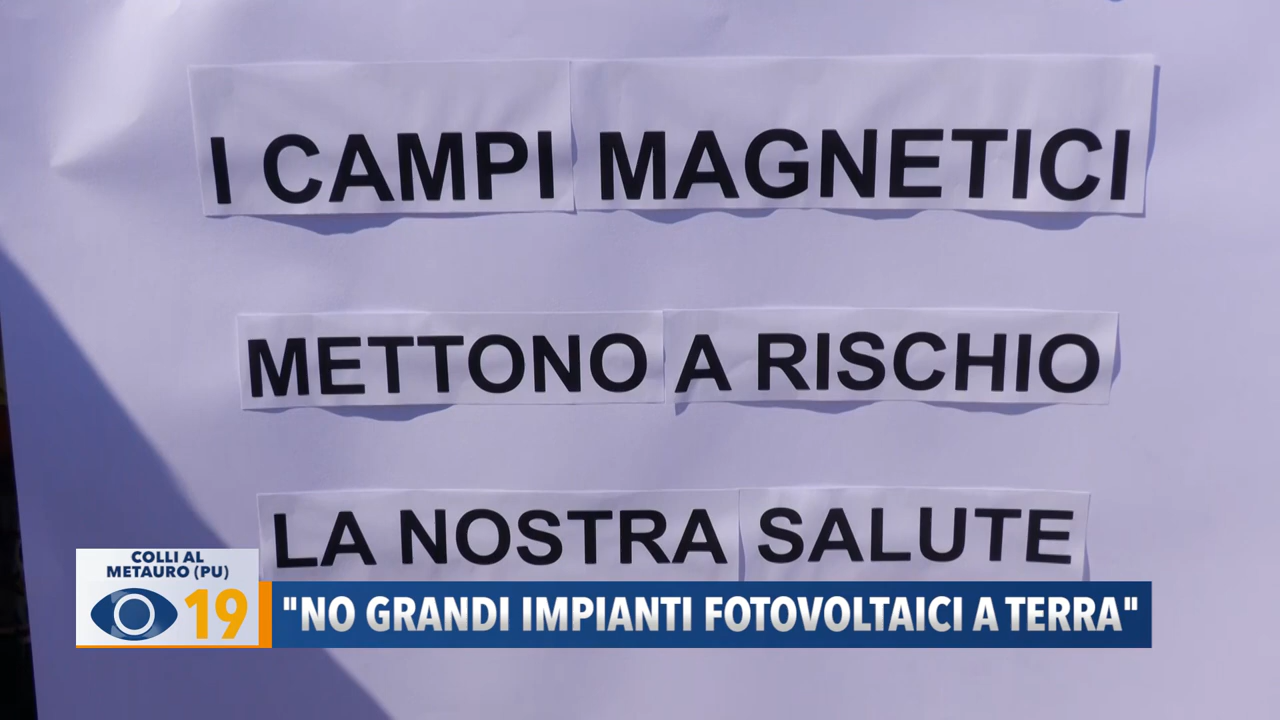 I CAMPI MAGNETICI
METTONO A RISCHIO
LA NOSTRA SALUTE
COLLI AL
METAURO (PU)
19
"NO GRANDI IMPIANTI FOTOVOLTAICI A TERRA"